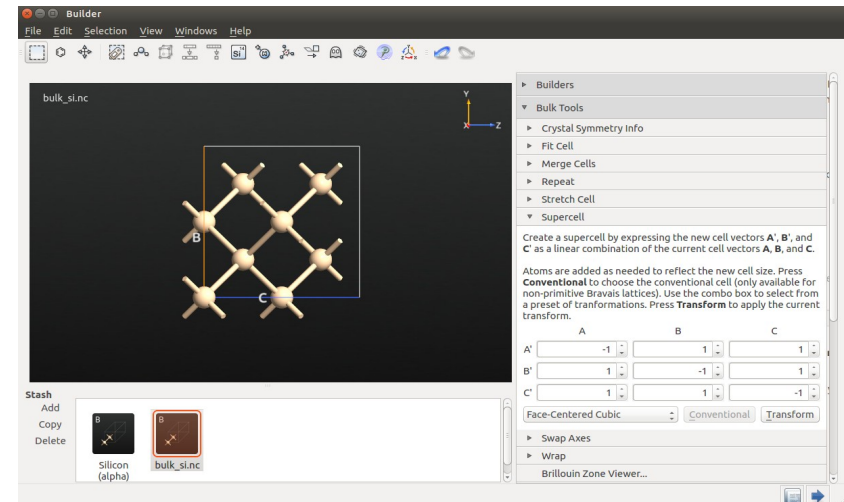 Builder
File Edit Selection View Windows Help
Si
bulk_si.nc
Y
X
Z
B
C
Builders
Bulk Tools
Crystal Symmetry Info
Fit Cell
Merge Cells
Repeat
Stretch Cell
Supercell
Create a supercell by expressing the new cell vectors A', B', and
C' as a linear combination of the current cell vectors A, B, and C.
Atoms are added as needed to reflect the new cell size. Press
Conventional to choose the conventional cell (only available for
non-primitive Bravais lattices). Use the combo box to select from
a preset of tranformations. Press Transform to apply the current
transform.
A B C
A' -1 1 1
B' 1 -1 1
C' 1 1 -1
Face-Centered Cubic Conventional Transform
Swap Axes
Wrap
Brillouin Zone Viewer...
Stash
Add
Copy
Delete
B
Silicon
(alpha)
B
bulk_si.nc